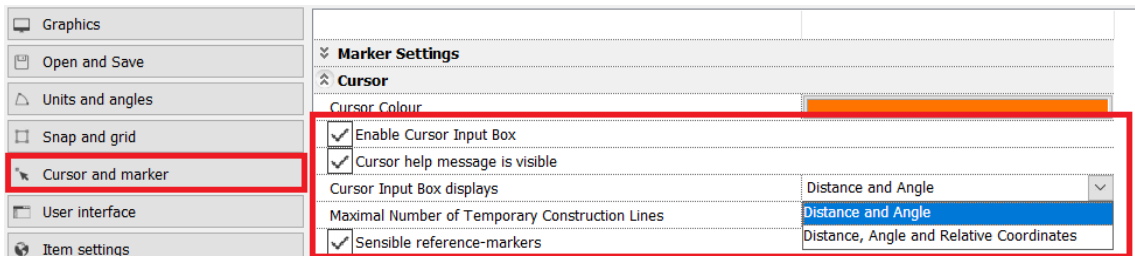 Graphics
Open and Save
Units and angles
Snap and grid
Cursor and marker
User interface
Item settings
Marker Settings
Cursor
Cursor Colour
Enable Cursor Input Box
Cursor help message is visible
Cursor Input Box displays Distance and Angle
Maximal Number of Temporary Construction Lines Distance and Angle
Sensible reference-markers Distance, Angle and Relative Coordinates